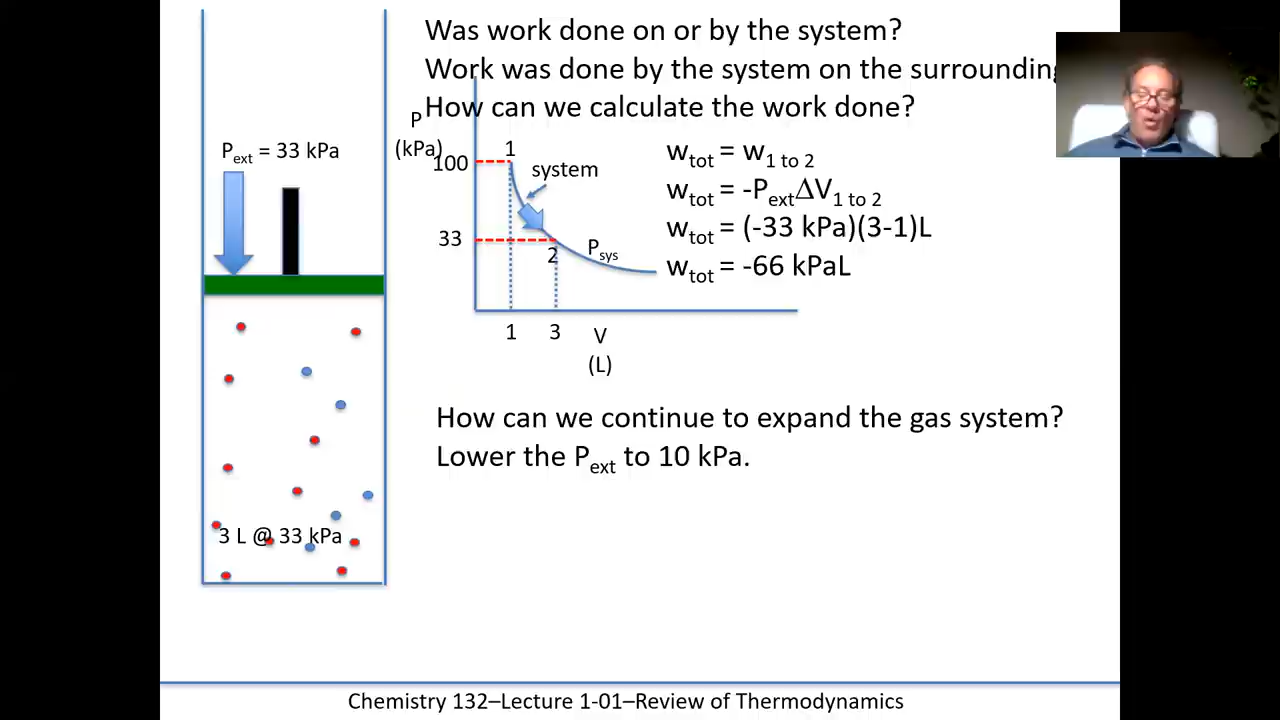 Was work done on or by the system?
Work was done by the system on the surrounding
How can we calculate the work done?
P
(kPa)
P_ext = 33 kPa
100
1
system
33
2
P_sys
1
3
V
(L)
w_tot = w_1 to 2
w_tot = -P_extΔV_1 to 2
w_tot = (-33 kPa)(3-1)L
w_tot = -66 kPaL
How can we continue to expand the gas system?
Lower the P_ext to 10 kPa.
3 L @ 33 kPa
Chemistry 132–Lecture 1-01–Review of Thermodynamics